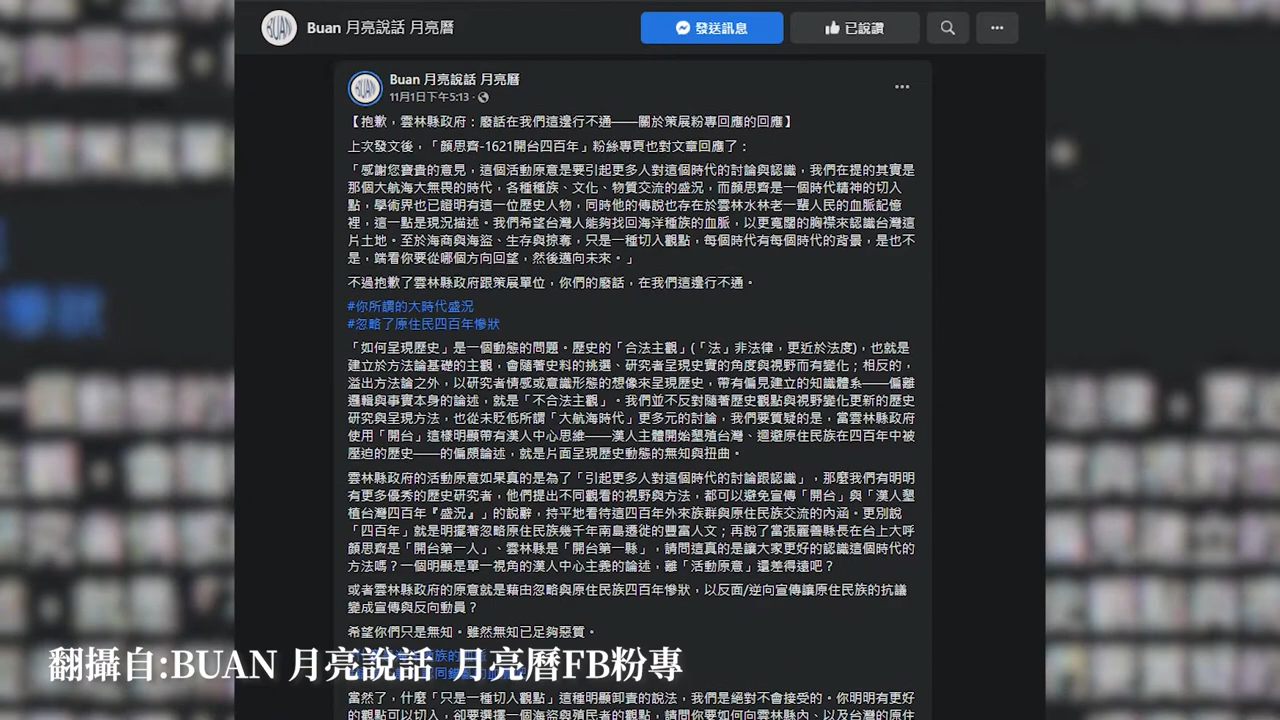 BUAN
Buan 月亮說話 月亮曆
發送訊息
已說讚
BUAN
Buan 月亮說話 月亮曆
11月1日下午5:13
【抱歉，雲林縣政府：廢話在我們這邊行不通——關於策展粉專回應的回應】
上次發文後，「顏思齊-1621開台四百年」粉絲專頁也對文章回應了：
「感謝您寶貴的意見，這個活動原意是要引起更多人對這個時代的討論與認識，我們在提的其實是
那個大航海大無畏的時代，各種種族、文化、物質交流的盛況，而顏思齊是一個時代精神的切入
點，學術界也已證明有這一位歷史人物，同時他的傳說也存在於雲林水林老一輩人民的血脈記憶
裡，這一點是現況描述。我們希望台灣人能夠找回海洋種族的血脈，以更寬闊的胸襟來認識台灣這
片土地。至於海商與海盜、生存與掠奪，只是一種切入觀點，每個時代有每個時代的背景，是也不
是，端看你要從哪個方向回望，然後邁向未來。」
不過抱歉了雲林縣政府跟策展單位，你們的廢話，在我們這邊行不通。
#你所謂的大時代盛況
#忽略了原住民四百年慘狀
「如何呈現歷史」是一個動態的問題。歷史的「合法主觀」(「法」非法律，更近於法度)，也就是
建立於方法論基礎的主觀，會隨著史料的挑選、研究者呈現史實的角度與視野而有變化；相反的，
溢出方法論之外，以研究者情感或意識形態的想像來呈現歷史，帶有偏見建立的知識體系——偏離
邏輯與事實本身的論述，就是「不合法主觀」。我們並不反對隨著歷史觀點與視野變化更新的歷史
研究與呈現方法，也從未貶低所謂「大航海時代」更多元的討論，我們要質疑的是，當雲林縣政府
使用「開台」這樣明顯帶有漢人中心思維——漢人主體開始墾殖台灣、迴避原住民族在四百年中被
壓迫的歷史——的偏頗論述，就是片面呈現歷史動態的無知與扭曲。
雲林縣政府的活動原意如果真的是為了「引起更多人對這個時代的討論跟認識」，那麼我們有明明
有更多優秀的歷史研究者，他們提出不同觀看的視野與方法，都可以避免宣傳「開台」與「漢人墾
植台灣四百年『盛況』」的說辭，持平地看待這四百年外來族群與原住民族交流的內涵。更別說
「四百年」就是明擺著忽略原住民族幾千年南島遷徙的豐富人文；再說了當張麗善縣長在台上大呼
顏思齊是「開台第一人」、雲林縣是「開台第一縣」，請問這真的是讓大家更好的認識這個時代的
方法嗎？一個明顯是單一視角的漢人中心主義的論述，離「活動原意」還差得遠吧？
或者雲林縣政府的原意就是藉由忽略與原住民族四百年慘狀，以反面/逆向宣傳讓原住民族的抗議
變成宣傳與反向動員？
希望你們只是無知。雖然無知已足夠惡質。
翻攝自:BUAN 月亮說話 月亮曆FB粉專
當然了，什麼「只是一種切入觀點」這種明顯卸責的說法，我們是絕對不會接受的。你明明有更好
的觀點可以切入，卻要選擇一個海盜與殖民者的觀點，請問你要如何向雲林縣內、以及台灣的原住